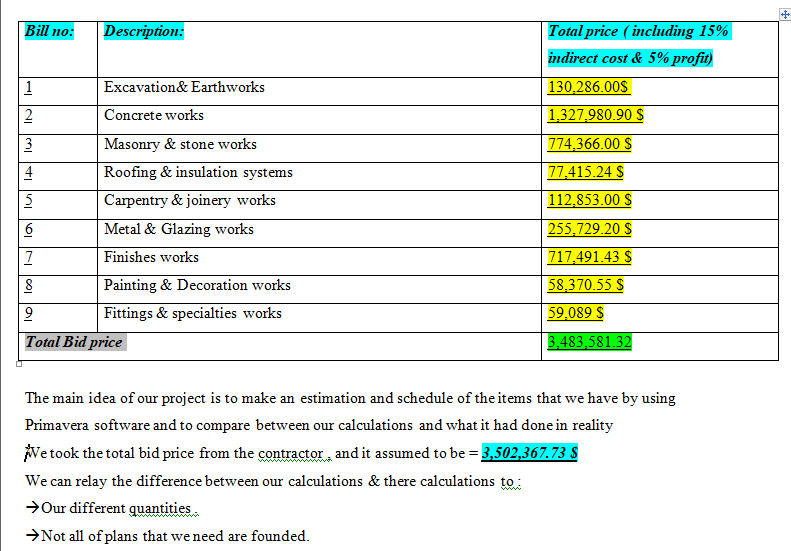 Bill no: Description: Total price ( including 15%
indirect cost & 5% profit)
1 Excavation& Earthworks 130,286.00$
2 Concrete works 1,327,980.90 $
3 Masonry & stone works 774,366.00 $
4 Roofing & insulation systems 77,415.24 $
5 Carpentry & joinery works 112,853.00 $
6 Metal & Glazing works 255,729.20 $
7 Finishes works 717,491.43 $
8 Painting & Decoration works 58,370.55 $
9 Fittings & specialties works 59,089 $
Total Bid price 3,483,581.32
The main idea of our project is to make an estimation and schedule of the items that we have by using
Primavera software and to compare between our calculations and what it had done in reality
We took the total bid price from the contractor , and it assumed to be = 3,502,367.73 $
We can relay the difference between our calculations & there calculations to :
→Our different quantities .
→Not all of plans that we need are founded.